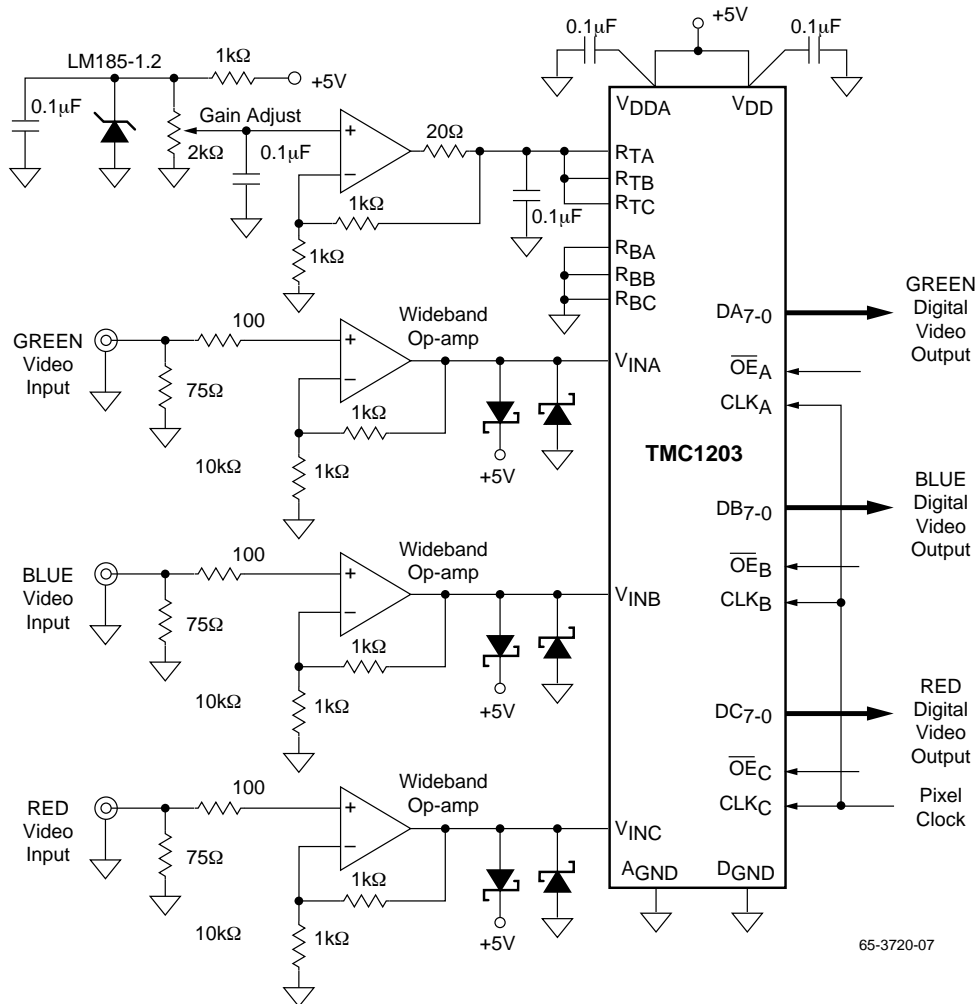 0.1µF
+5V
0.1µF
LM185-1.2
1kΩ
+5V
0.1µF
Gain Adjust
2kΩ
0.1µF
+
−
20Ω
1kΩ
1kΩ
0.1µF
VDDA
VDD
RTA
RTB
RTC
RBA
RBB
RBC
GREEN
Video
Input
100
75Ω
10kΩ
+
−
Wideband
Op-amp
1kΩ
1kΩ
+5V
VINA
DA7-0
GREEN
Digital
Video
Output
OEA
CLKA
TMC1203
BLUE
Video
Input
100
75Ω
10kΩ
+
−
Wideband
Op-amp
1kΩ
1kΩ
+5V
VINB
DB7-0
BLUE
Digital
Video
Output
OEB
CLKB
RED
Video
Input
100
75Ω
10kΩ
+
−
Wideband
Op-amp
1kΩ
1kΩ
+5V
VINC
DC7-0
RED
Digital
Video
Output
OEC
CLKC
Pixel
Clock
AGND
DGND
65-3720-07